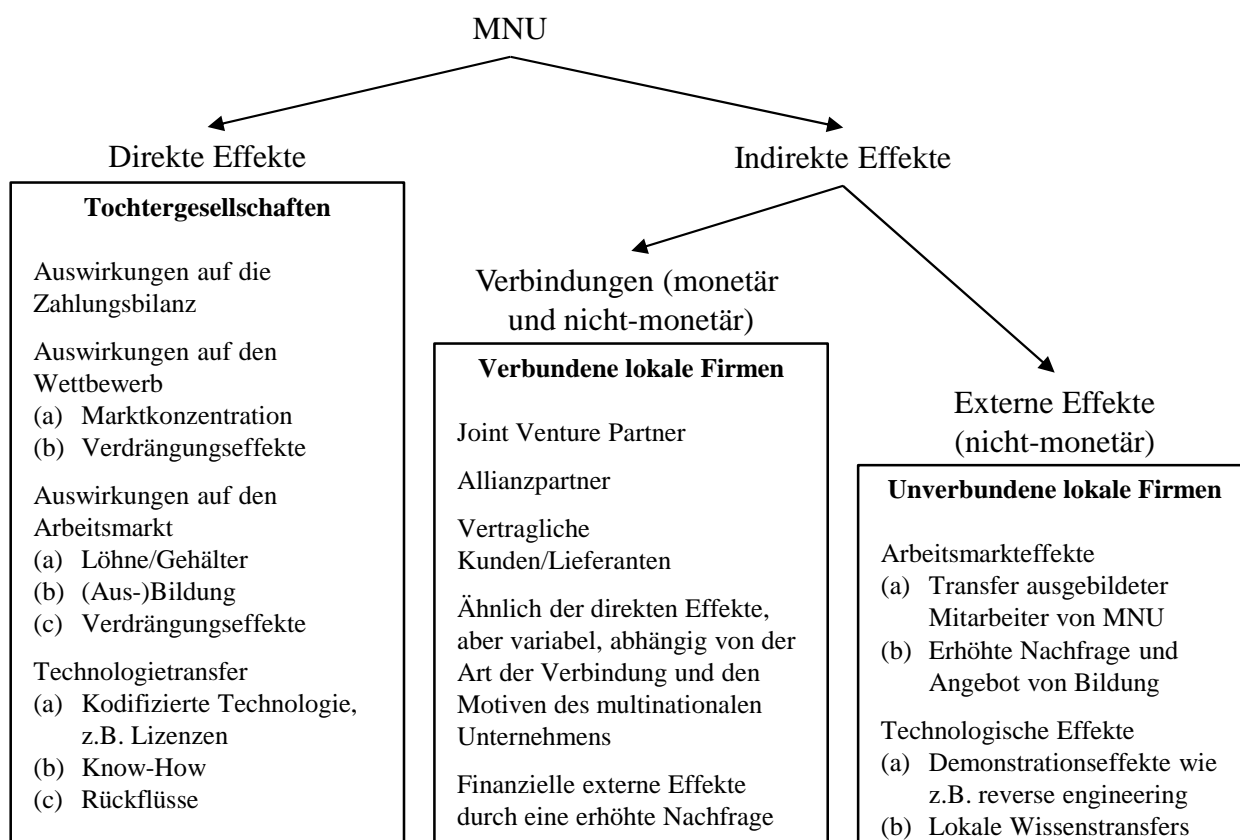 MNU
Direkte Effekte
Indirekte Effekte
Tochtergesellschaften
Auswirkungen auf die
Zahlungsbilanz
Auswirkungen auf den
Wettbewerb
(a) Marktkonzentration
(b) Verdrängungseffekte
Auswirkungen auf den
Arbeitsmarkt
(a) Löhne/Gehälter
(b) (Aus-)Bildung
(c) Verdrängungseffekte
Technologietransfer
(a) Kodifizierte Technologie,
z.B. Lizenzen
(b) Know-How
(c) Rückflüsse
Verbindungen (monetär
und nicht-monetär)
Verbundene lokale Firmen
Joint Venture Partner
Allianzpartner
Vertragliche
Kunden/Lieferanten
Ähnlich der direkten Effekte,
aber variabel, abhängig von der
Art der Verbindung und den
Motiven des multinationalen
Unternehmens
Finanzielle externe Effekte
durch eine erhöhte Nachfrage
Externe Effekte
(nicht-monetär)
Unverbundene lokale Firmen
Arbeitsmarkteffekte
(a) Transfer ausgebildeter
Mitarbeiter von MNU
(b) Erhöhte Nachfrage und
Angebot von Bildung
Technologische Effekte
(a) Demonstrationseffekte wie
z.B. reverse engineering
(b) Lokale Wissenstransfers